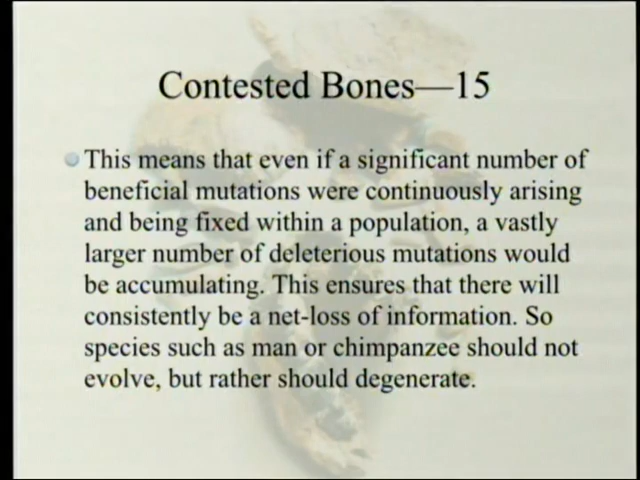 Contested Bones—15
This means that even if a significant number of
beneficial mutations were continuously arising
and being fixed within a population, a vastly
larger number of deleterious mutations would
be accumulating. This ensures that there will
consistently be a net-loss of information. So
species such as man or chimpanzee should not
evolve, but rather should degenerate.